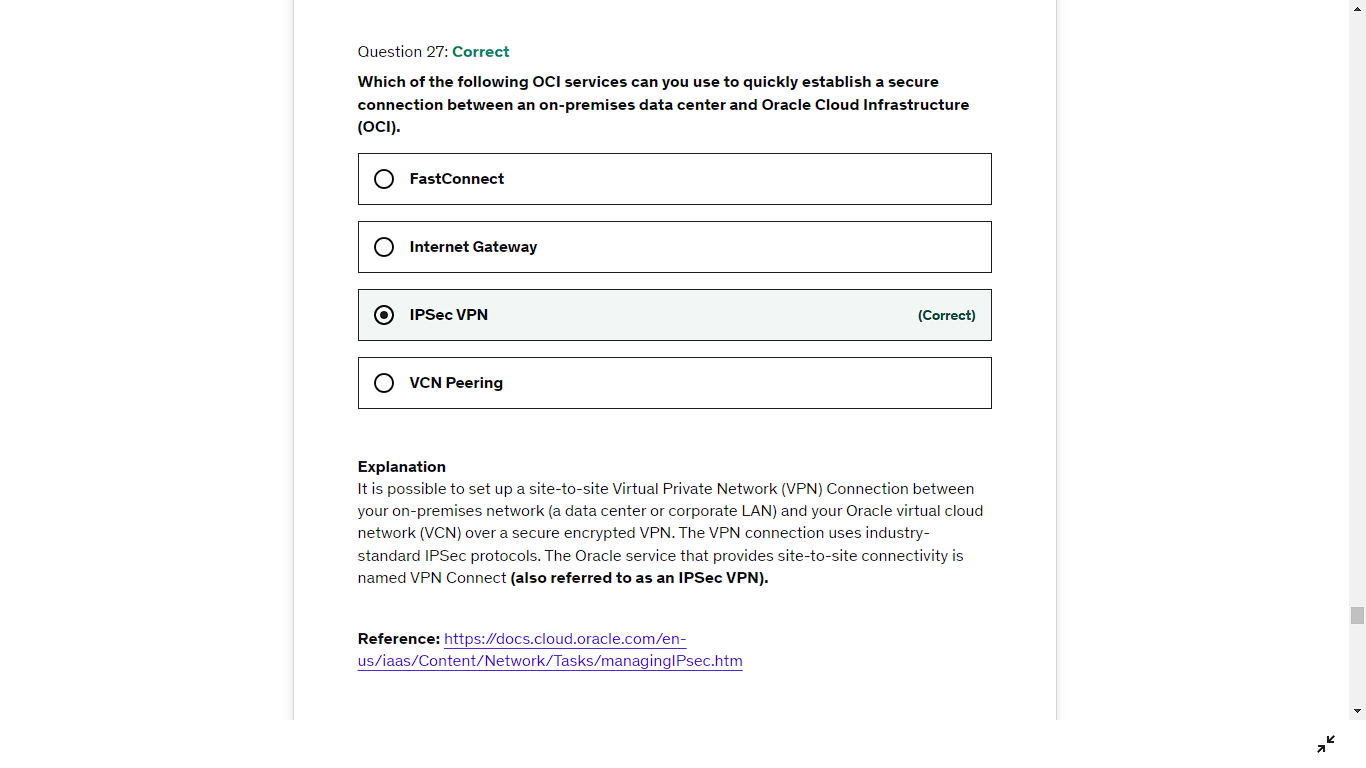 Question 27: Correct
Which of the following OCI services can you use to quickly establish a secure
connection between an on-premises data center and Oracle Cloud Infrastructure
(OCI).
FastConnect
Internet Gateway
IPSec VPN (Correct)
VCN Peering
Explanation
It is possible to set up a site-to-site Virtual Private Network (VPN) Connection between
your on-premises network (a data center or corporate LAN) and your Oracle virtual cloud
network (VCN) over a secure encrypted VPN. The VPN connection uses industry-
standard IPSec protocols. The Oracle service that provides site-to-site connectivity is
named VPN Connect (also referred to as an IPSec VPN).
Reference: https://docs.cloud.oracle.com/en-
us/iaas/Content/Network/Tasks/managingIPsec.htm